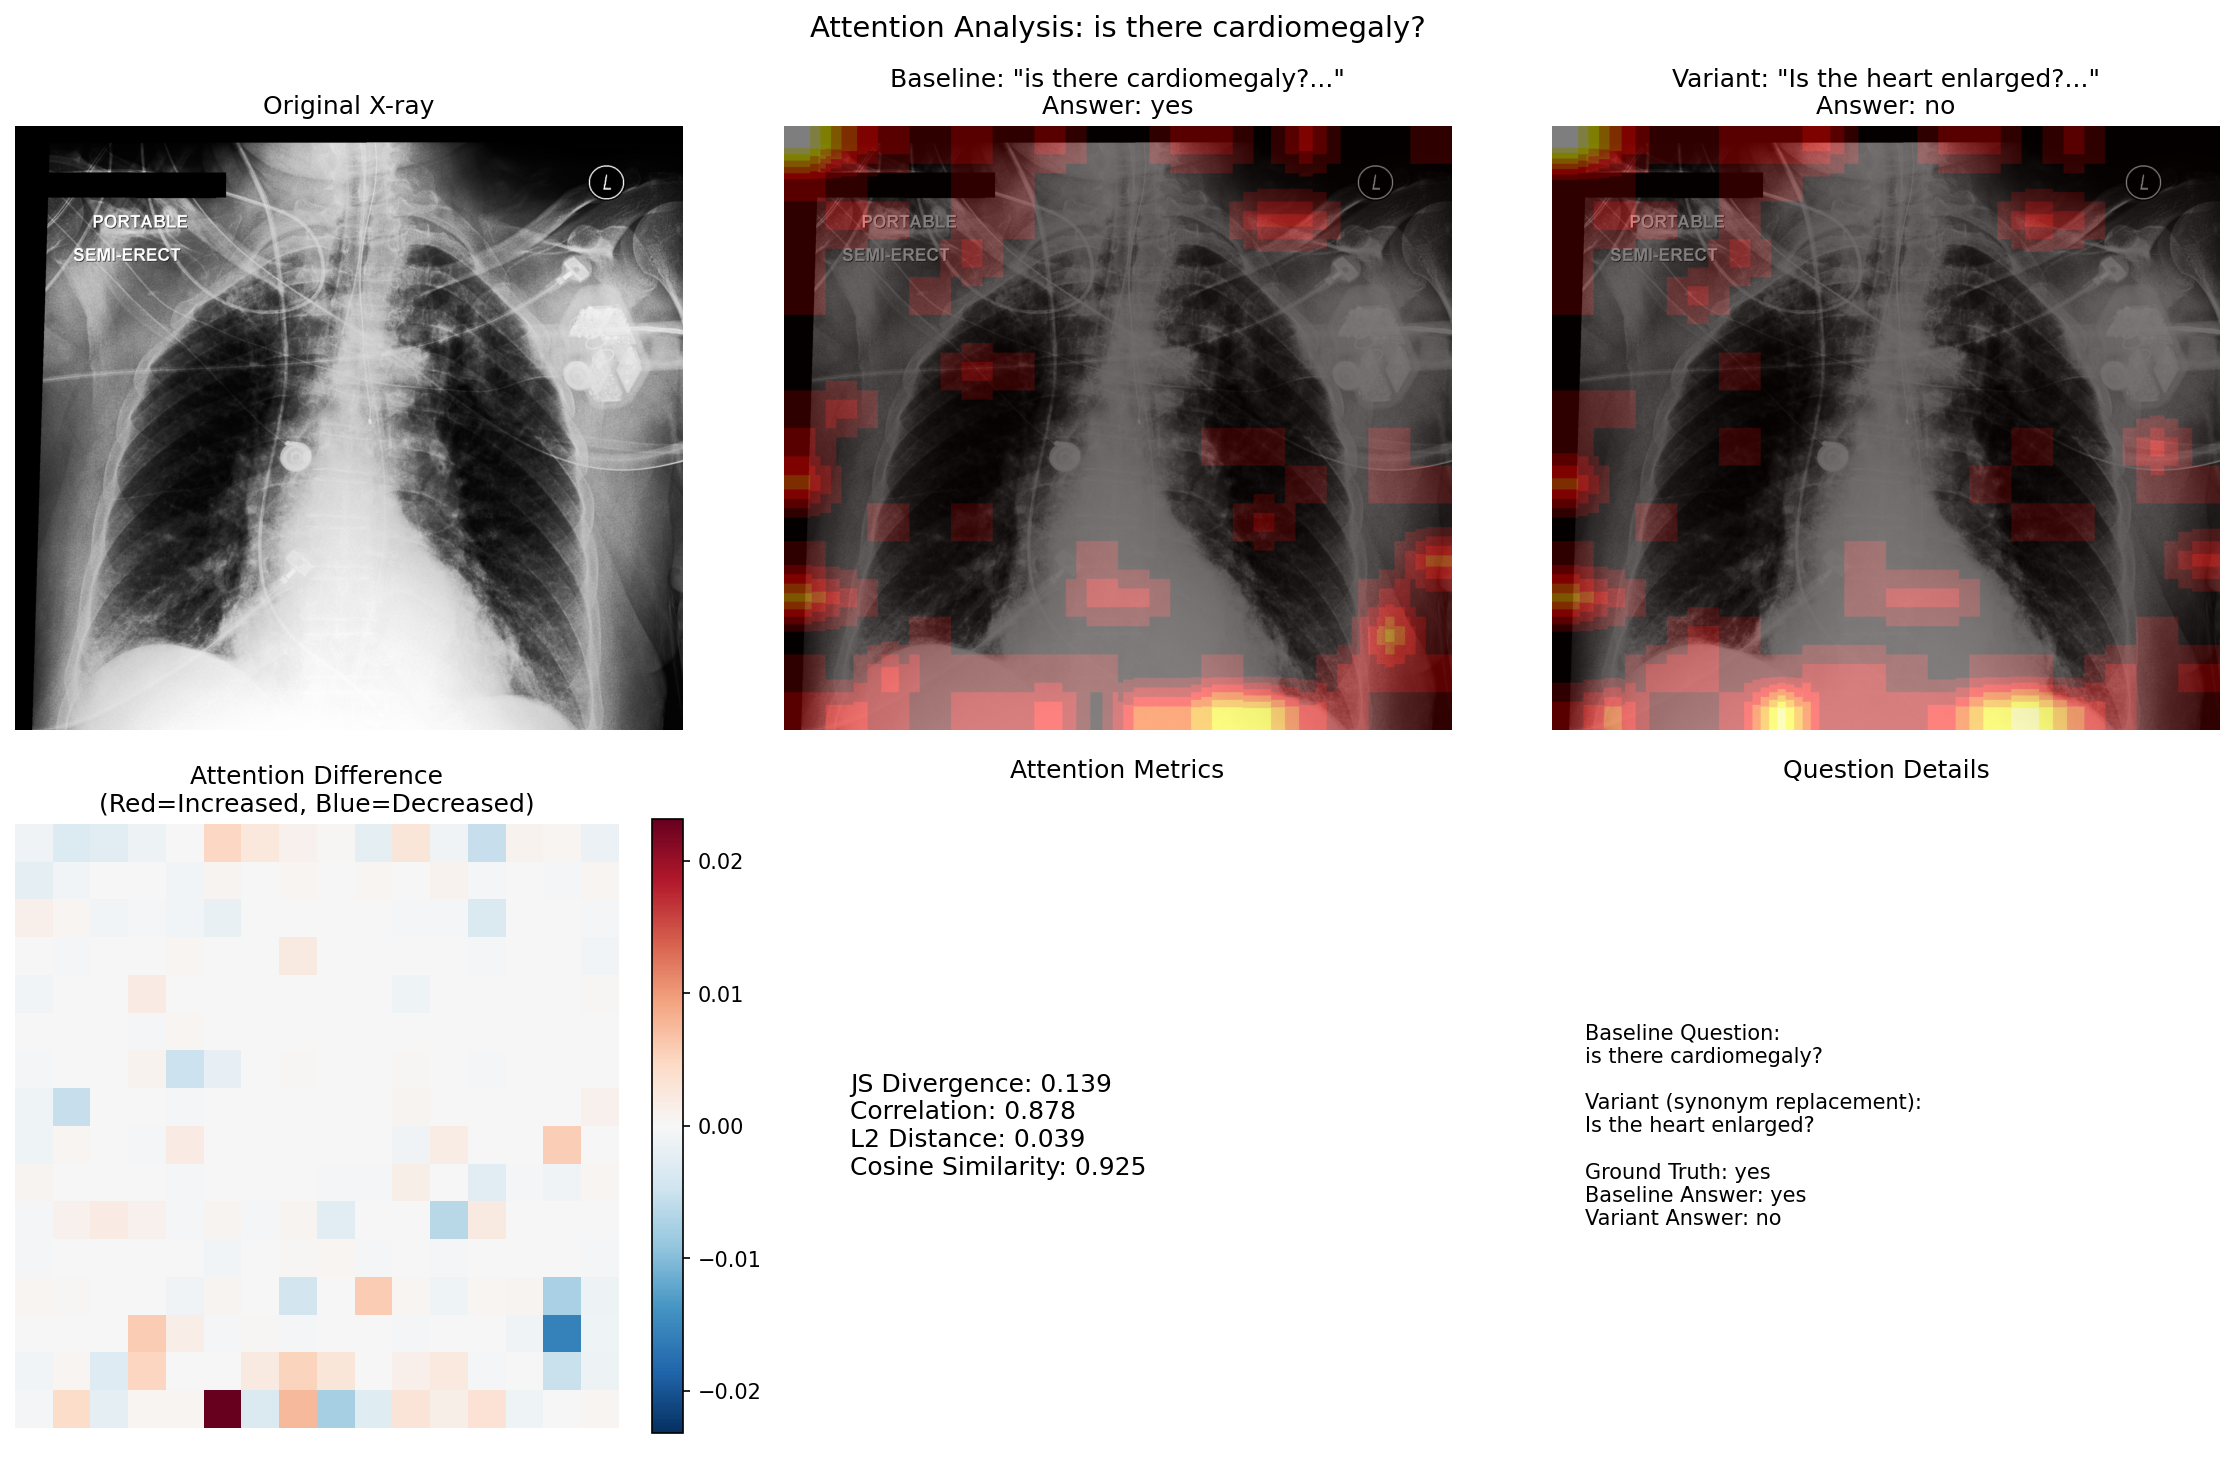 Attention Analysis: is there cardiomegaly?
Original X-ray
Baseline: "is there cardiomegaly?..."
Answer: yes
Variant: "Is the heart enlarged?..."
Answer: no
L
PORTABLE
SEMI-ERECT
L
PORTABLE
SEMI-ERECT
L
PORTABLE
SEMI-ERECT
Attention Difference
(Red=Increased, Blue=Decreased)
0.02
0.01
0.00
−0.01
−0.02
Attention Metrics
JS Divergence: 0.139
Correlation: 0.878
L2 Distance: 0.039
Cosine Similarity: 0.925
Question Details
Baseline Question:
is there cardiomegaly?
Variant (synonym replacement):
Is the heart enlarged?
Ground Truth: yes
Baseline Answer: yes
Variant Answer: no